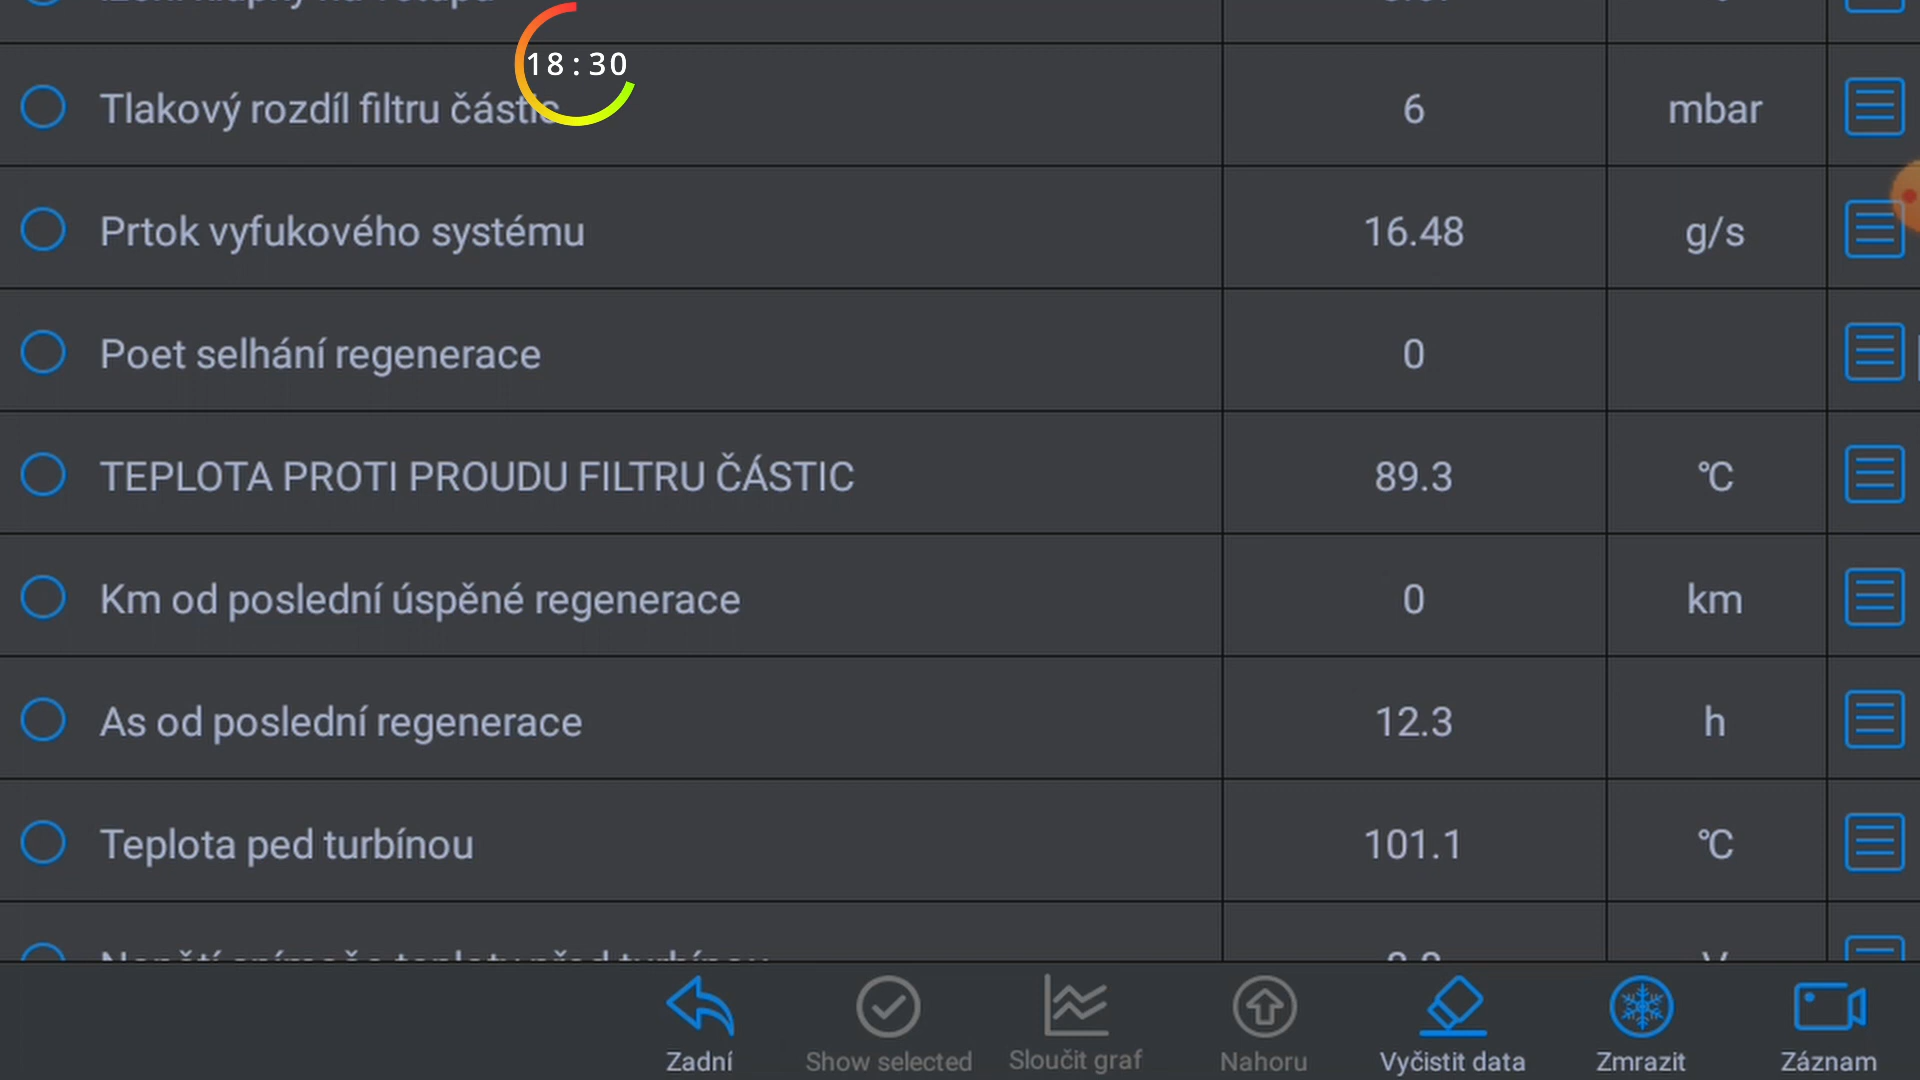 18:30
Tlakový rozdíl filtru částic 6 mbar
Prtok vyfukového systému 16.48 g/s
Poet selhání regenerace 0
TEPLOTA PROTI PROUDU FILTRU ČÁSTIC 89.3 °C
Km od poslední úspěné regenerace 0 km
As od poslední regenerace 12.3 h
Teplota ped turbínou 101.1 °C
Zadní Show selected Sloučit graf Nahoru Vyčistit data Zmrazit Záznam